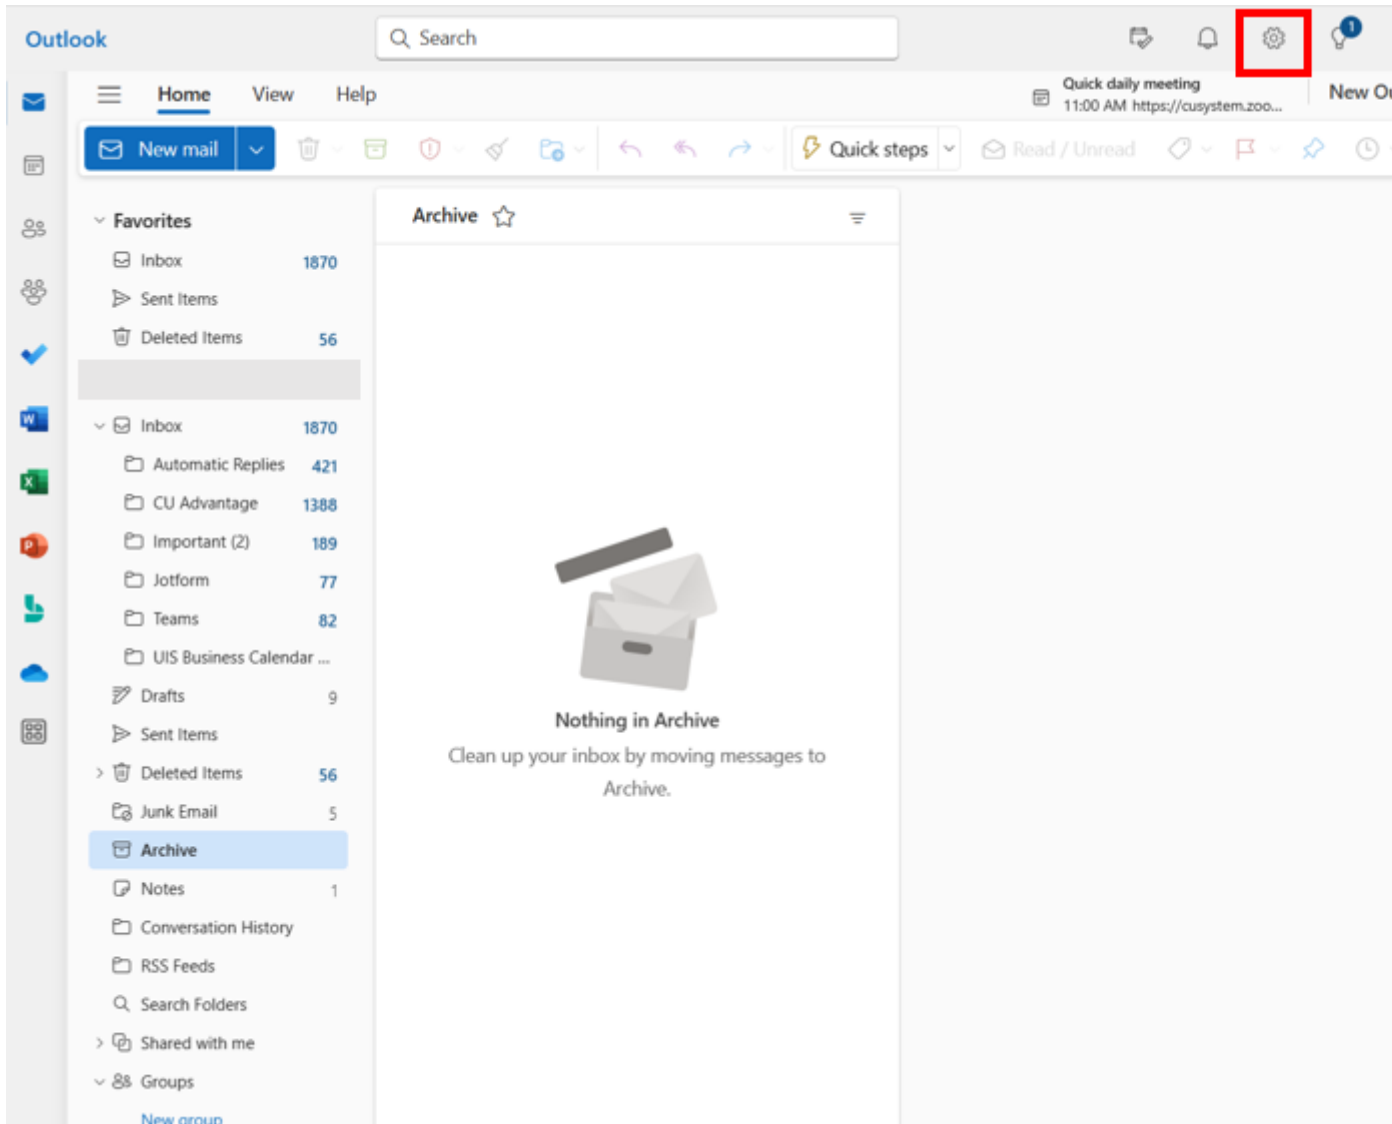 Outlook
Search
1
Home View Help
Quick daily meeting
11:00 AM https://cusystem.zoo...
New Ou
New mail
Quick steps
Read / Unread
Favorites
Inbox 1870
Sent Items
Deleted Items 56
Inbox 1870
Automatic Replies 421
CU Advantage 1388
Important (2) 189
Jotform 77
Teams 82
UIS Business Calendar ...
Drafts 9
Sent Items
Deleted Items 56
Junk Email 5
Archive
Notes 1
Conversation History
RSS Feeds
Search Folders
Shared with me
Groups
New group
Archive
Nothing in Archive
Clean up your inbox by moving messages to
Archive.
W
X
P